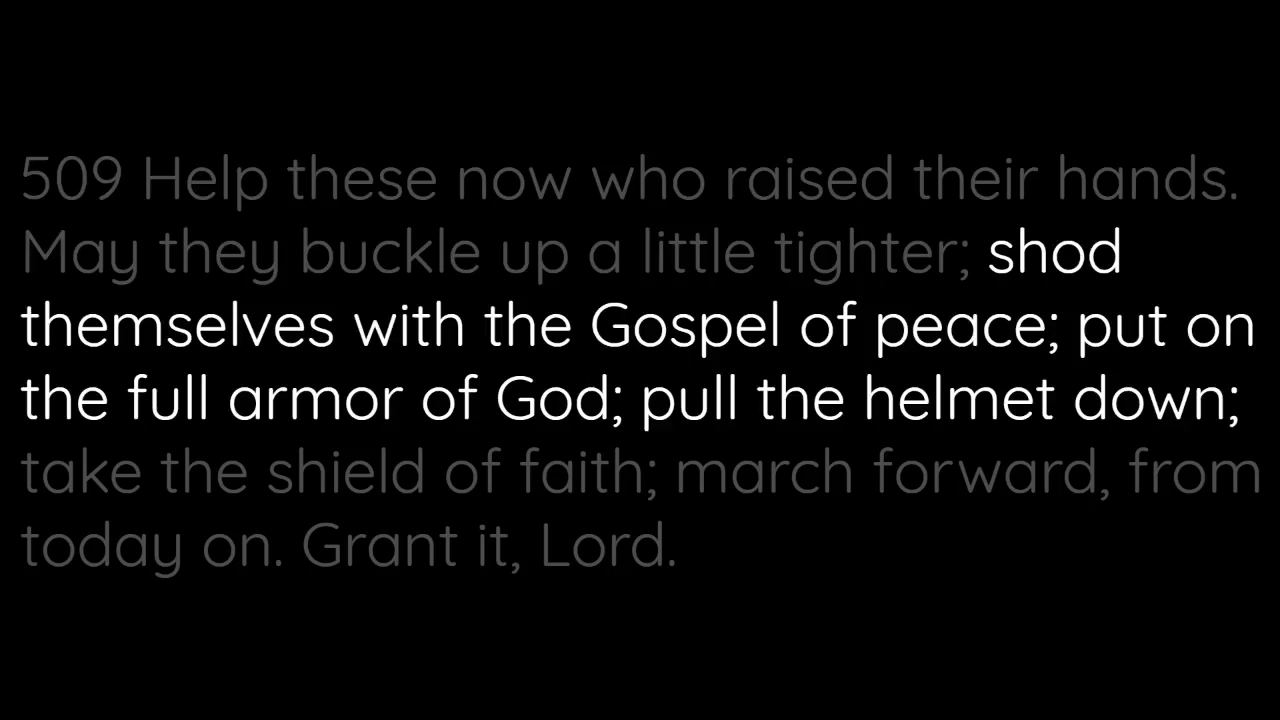 509 Help these now who raised their hands.
May they buckle up a little tighter; shod
themselves with the Gospel of peace; put on
the full armor of God; pull the helmet down;
take the shield of faith; march forward, from
today on. Grant it, Lord.